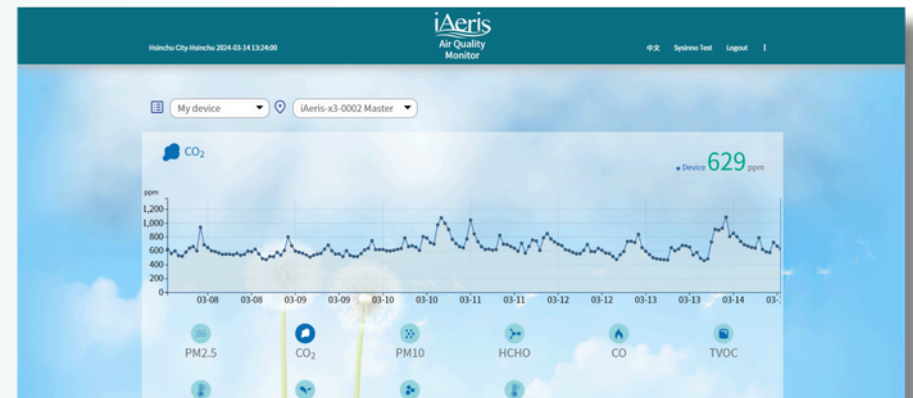 iAeris
Air Quality
Monitor
Hsinchu City-Hsinchu 2024-03-14 13:24:00
中文 Sysinno Test Logout
My device iAeris-x3-0002 Master
CO₂
Device 629 ppm
ppm
1,200
1,000
800
600
400
200
0
03-08 03-08 03-09 03-09 03-10 03-10 03-11 03-11 03-12 03-12 03-13 03-13 03-14 03-
PM2.5 CO₂ PM10 HCHO CO TVOC